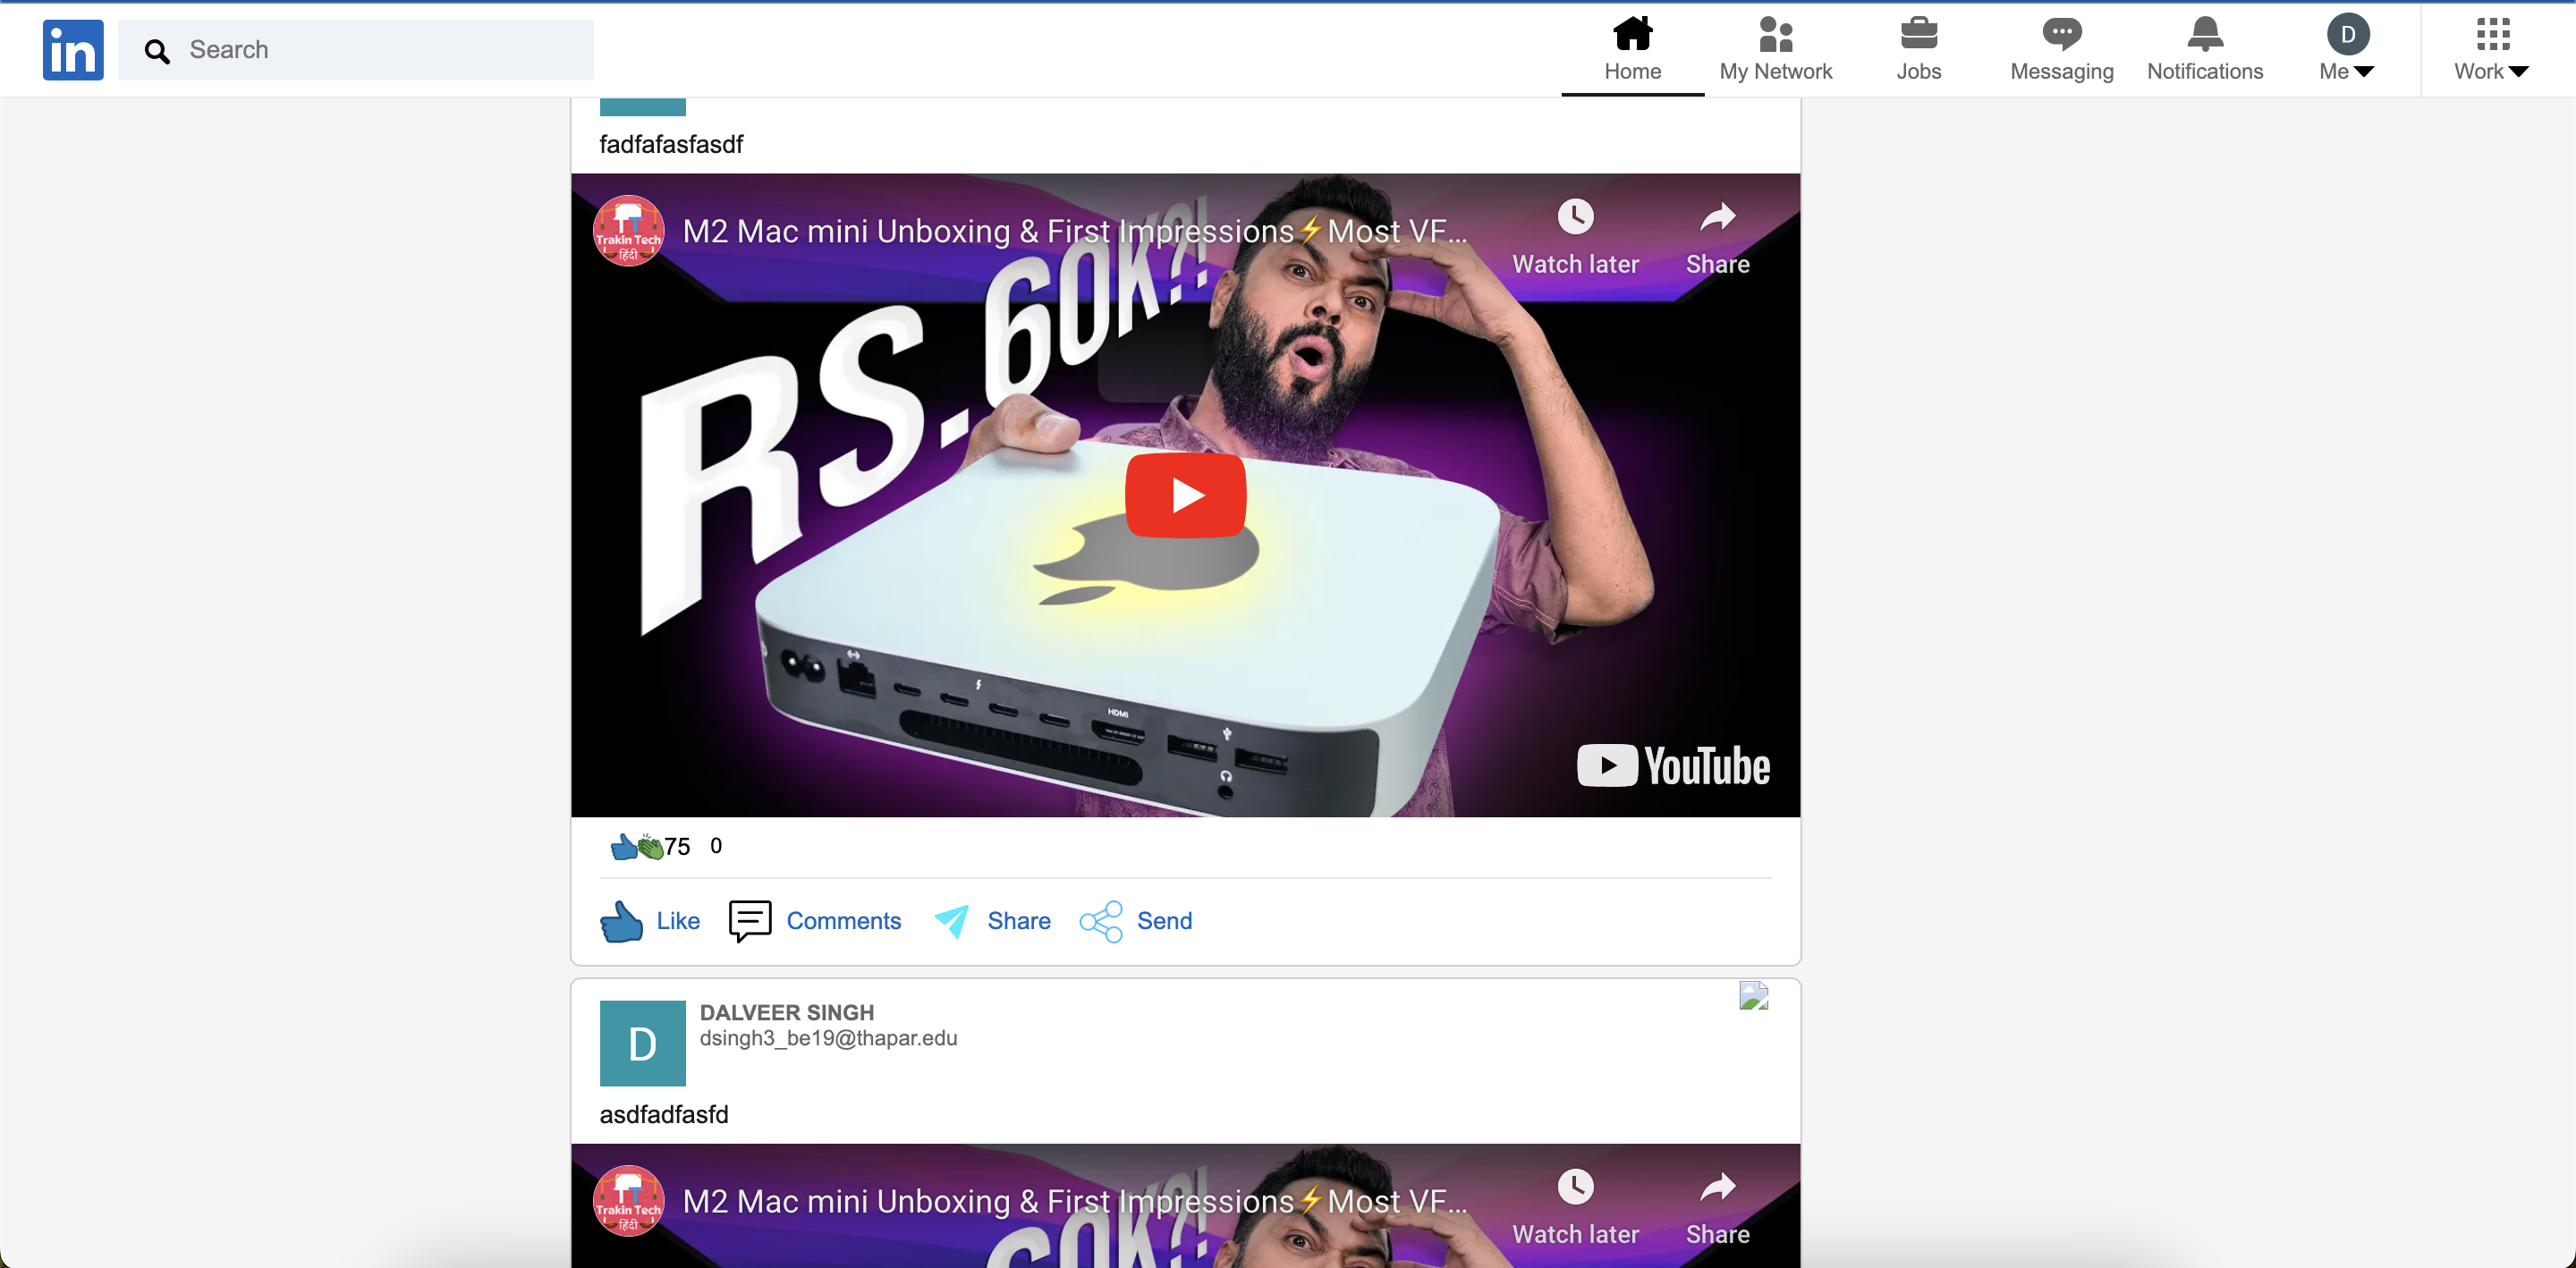 in
Search
Home
My Network
Jobs
Messaging
Notifications
D
Me
Work
fadfafasfasdf
Trakin Tech
हिंदी
M2 Mac mini Unboxing & First Impressions⚡Most VF...
Watch later
Share
RS.60K?!
HDMI
YouTube
75 0
Like
Comments
Share
Send
D
DALVEER SINGH
dsingh3_be19@thapar.edu
asdfadfasfd
Trakin Tech
हिंदी
M2 Mac mini Unboxing & First Impressions⚡Most VF...
Watch later
Share
60K?!